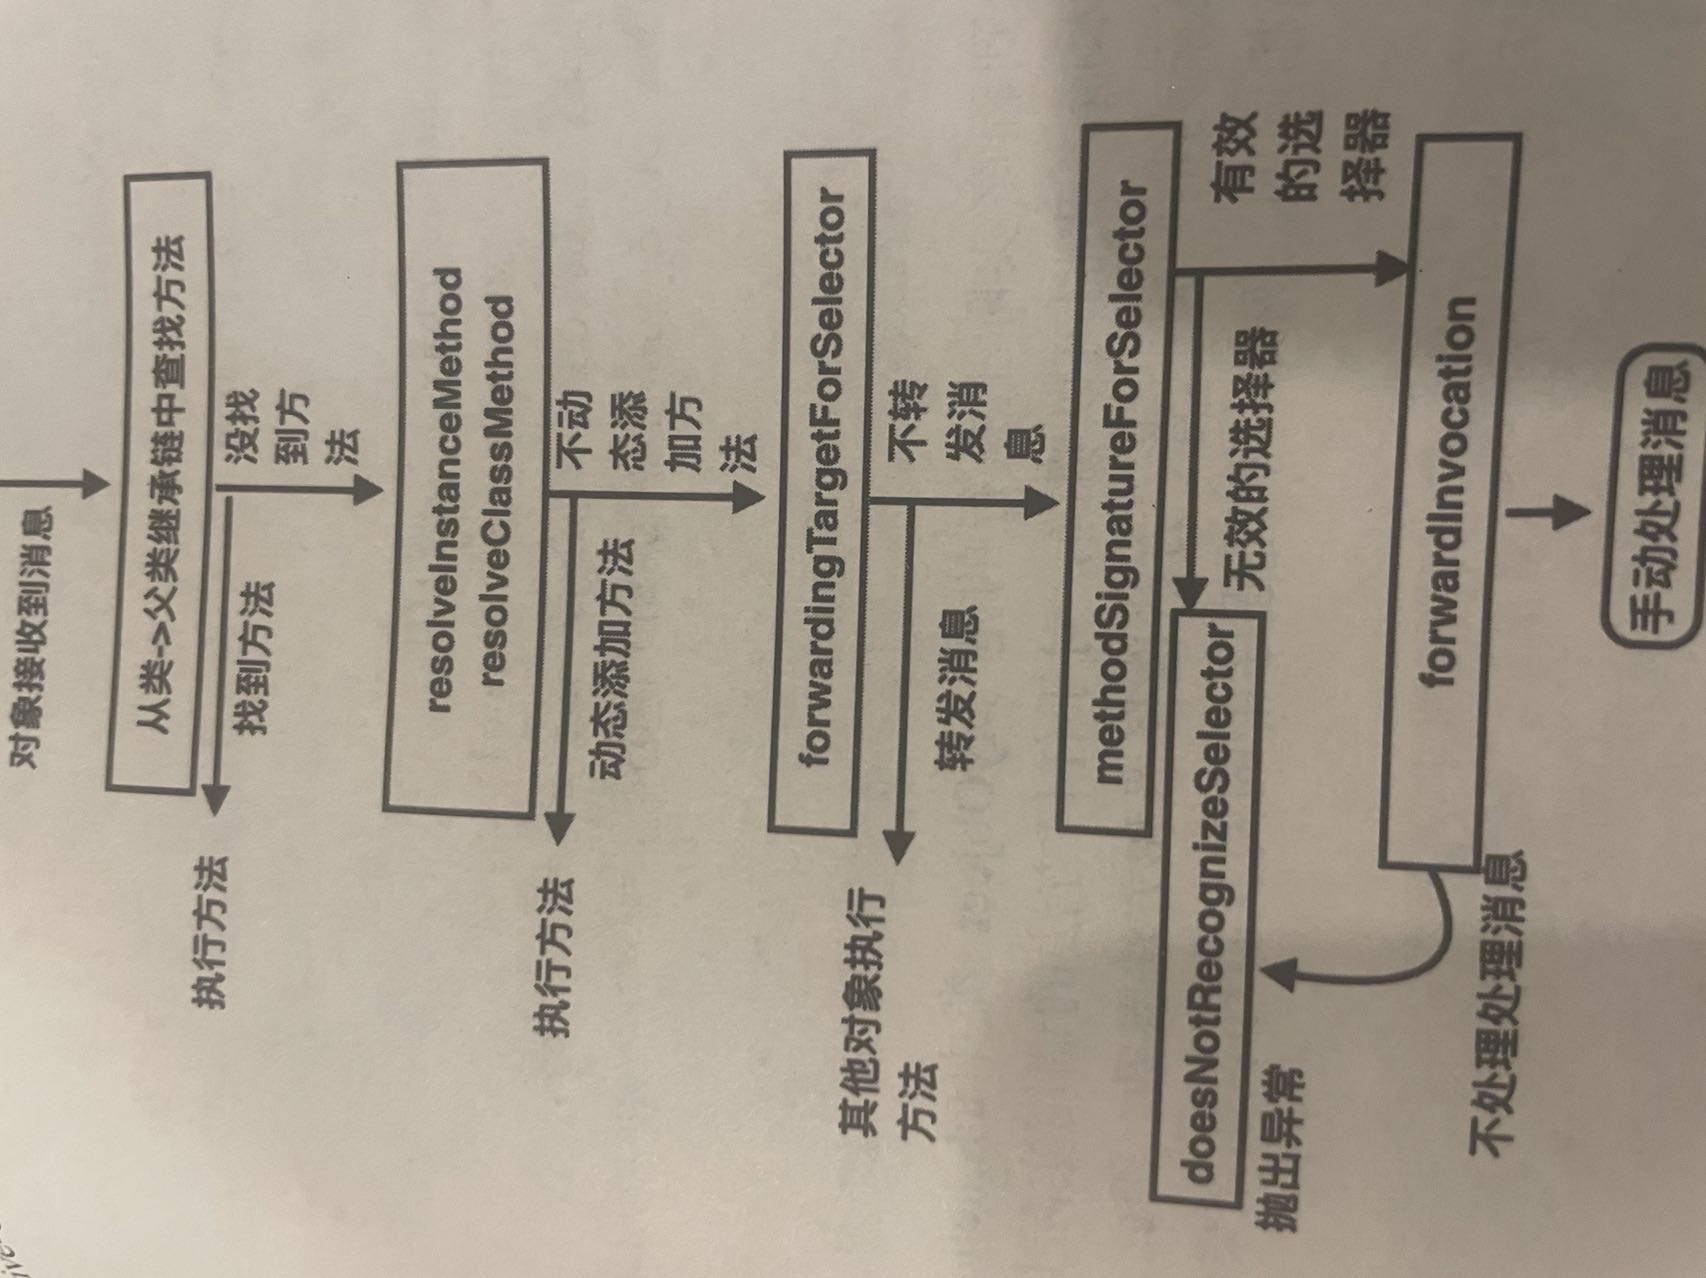 对象接收到消息
从类->父类继承链中查找方法
执行方法
找到方法
没找
到方
法
resolveInstanceMethod
resolveClassMethod
执行方法
动态添加方法
不动
态添
加方
法
forwardingTargetForSelector
其他对象执行
方法
转发消息
不转
发消
息
methodSignatureForSelector
doesNotRecognizeSelector
无效的选择器
有效
的选
择器
抛出异常
forwardInvocation
不处理处理消息
手动处理消息